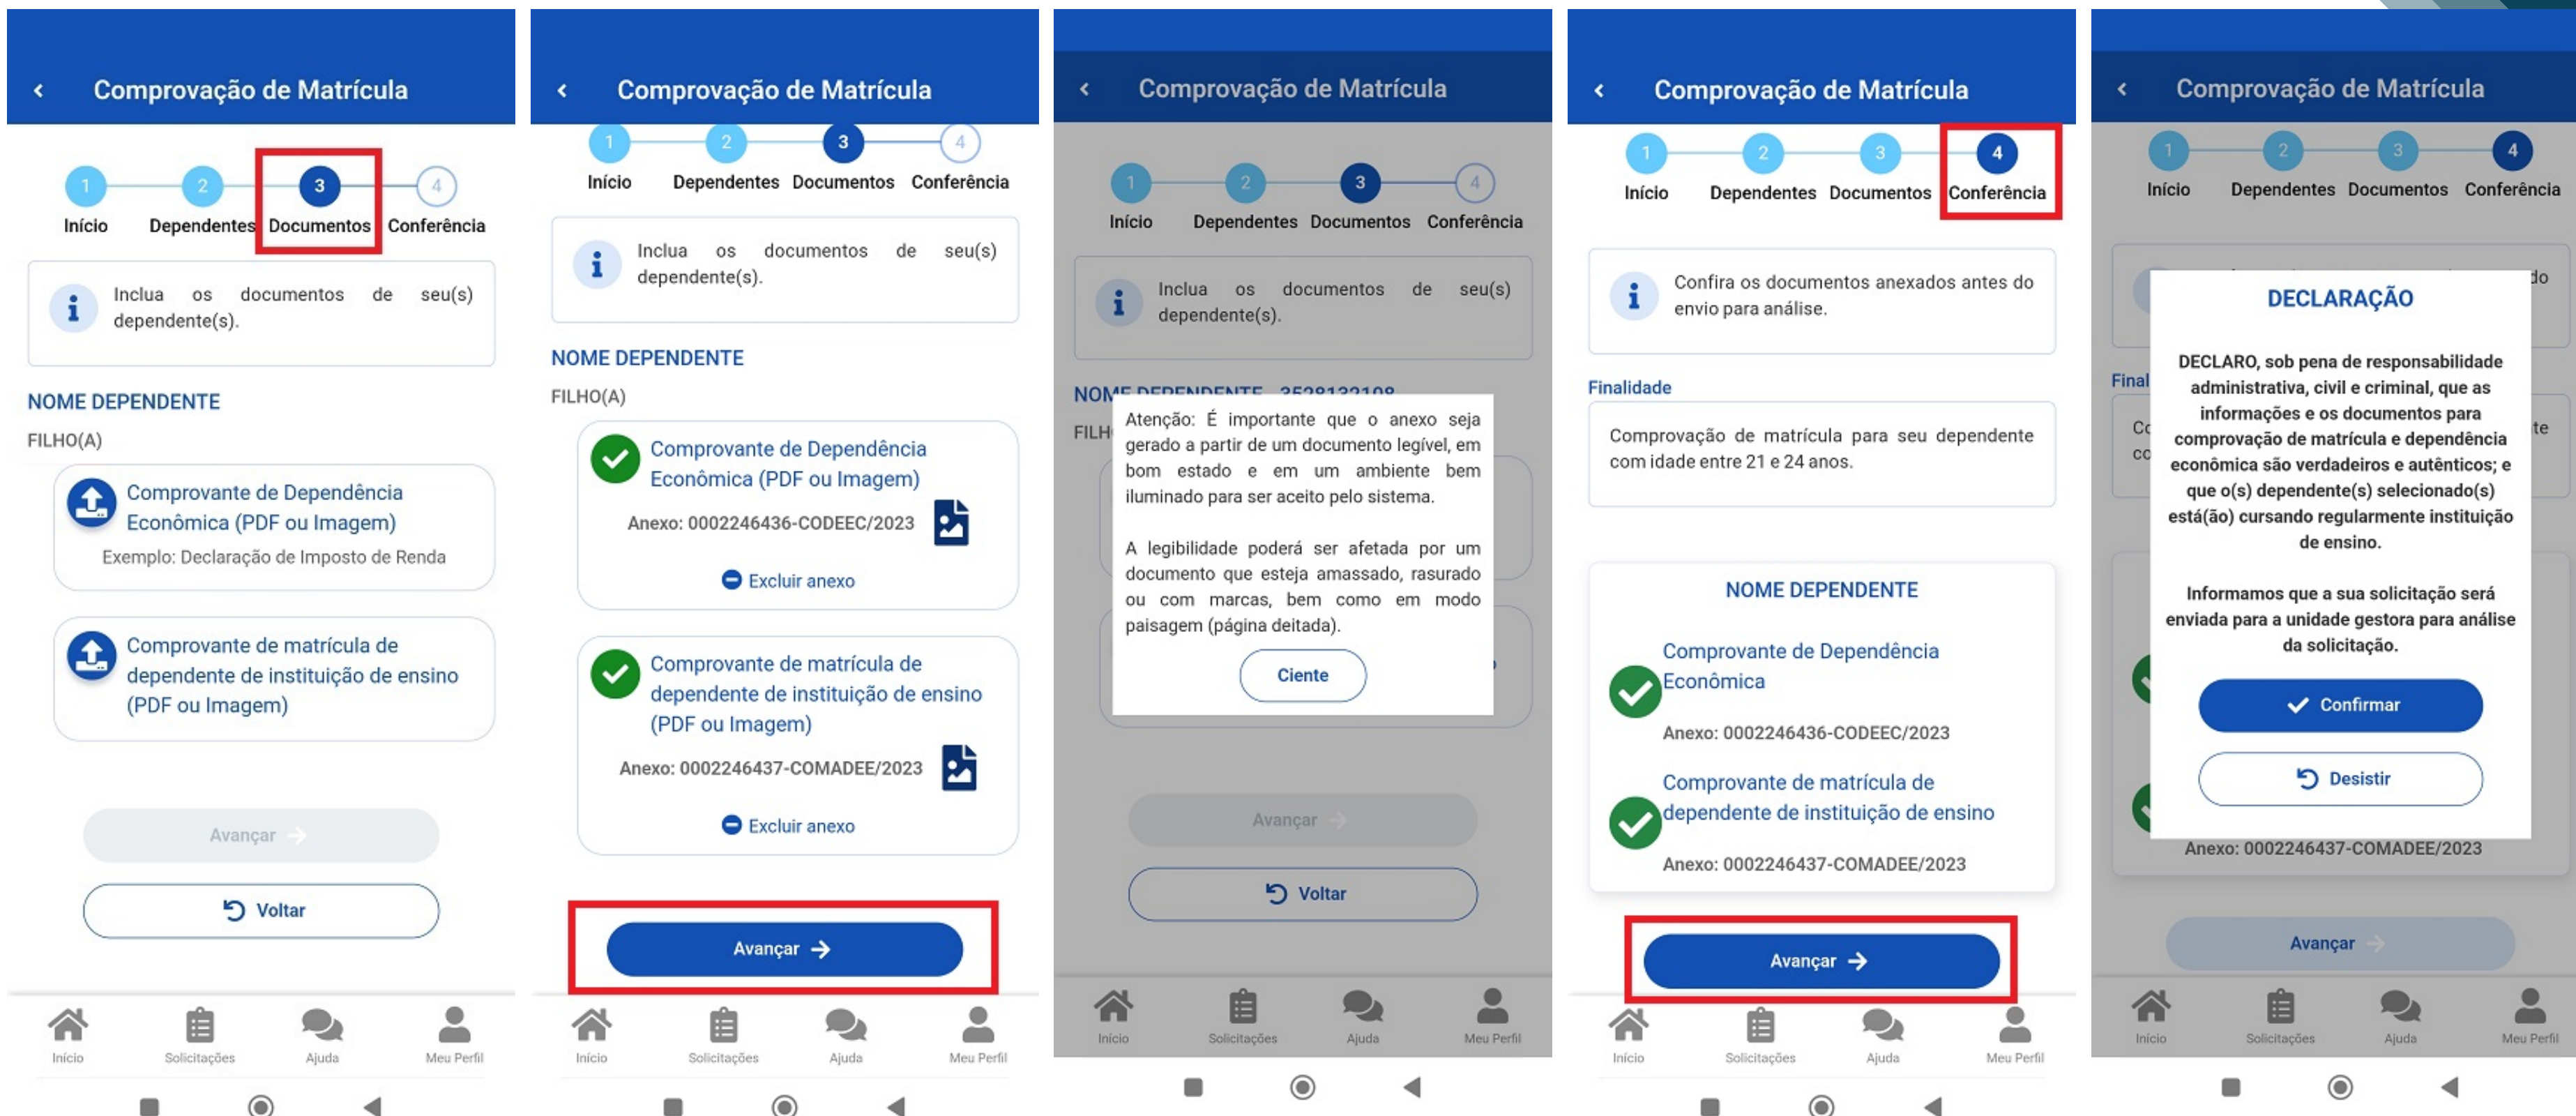 Comprovação de Matrícula
1
2
3
4
Início
Dependentes
Documentos
Conferência
Inclua os documentos de seu(s)
dependente(s).
NOME DEPENDENTE
FILHO(A)
Comprovante de Dependência
Econômica (PDF ou Imagem)
Exemplo: Declaração de Imposto de Renda
Comprovante de matrícula de
dependente de instituição de ensino
(PDF ou Imagem)
Avançar
Voltar
Início
Solicitações
Ajuda
Meu Perfil
Comprovação de Matrícula
1
2
3
4
Início
Dependentes
Documentos
Conferência
Inclua os documentos de seu(s)
dependente(s).
NOME DEPENDENTE
FILHO(A)
Comprovante de Dependência
Econômica (PDF ou Imagem)
Anexo: 0002246436-CODEEC/2023
Excluir anexo
Comprovante de matrícula de
dependente de instituição de ensino
(PDF ou Imagem)
Anexo: 0002246437-COMADEE/2023
Excluir anexo
Avançar
Início
Solicitações
Ajuda
Meu Perfil
Comprovação de Matrícula
1
2
3
4
Início
Dependentes
Documentos
Conferência
Inclua os documentos de seu(s)
dependente(s).
NOME DEPENDENTE - 3528132108
FILH
Atenção: É importante que o anexo seja
gerado a partir de um documento legível, em
bom estado e em um ambiente bem
iluminado para ser aceito pelo sistema.
A legibilidade poderá ser afetada por um
documento que esteja amassado, rasurado
ou com marcas, bem como em modo
paisagem (página deitada).
Ciente
Avançar
Voltar
Início
Solicitações
Ajuda
Meu Perfil
Comprovação de Matrícula
1
2
3
4
Início
Dependentes
Documentos
Conferência
Confira os documentos anexados antes do
envio para análise.
Finalidade
Comprovação de matrícula para seu dependente
com idade entre 21 e 24 anos.
NOME DEPENDENTE
Comprovante de Dependência
Econômica
Anexo: 0002246436-CODEEC/2023
Comprovante de matrícula de
dependente de instituição de ensino
Anexo: 0002246437-COMADEE/2023
Avançar
Início
Solicitações
Ajuda
Meu Perfil
Comprovação de Matrícula
1
2
3
4
Início
Dependentes
Documentos
Conferência
do
Final
Co
te
co
DECLARAÇÃO
DECLARO, sob pena de responsabilidade
administrativa, civil e criminal, que as
informações e os documentos para
comprovação de matrícula e dependência
econômica são verdadeiros e autênticos; e
que o(s) dependente(s) selecionado(s)
está(ão) cursando regularmente instituição
de ensino.
Informamos que a sua solicitação será
enviada para a unidade gestora para análise
da solicitação.
Confirmar
Desistir
Anexo: 0002246437-COMADEE/2023
Avançar
Início
Solicitações
Ajuda
Meu Perfil